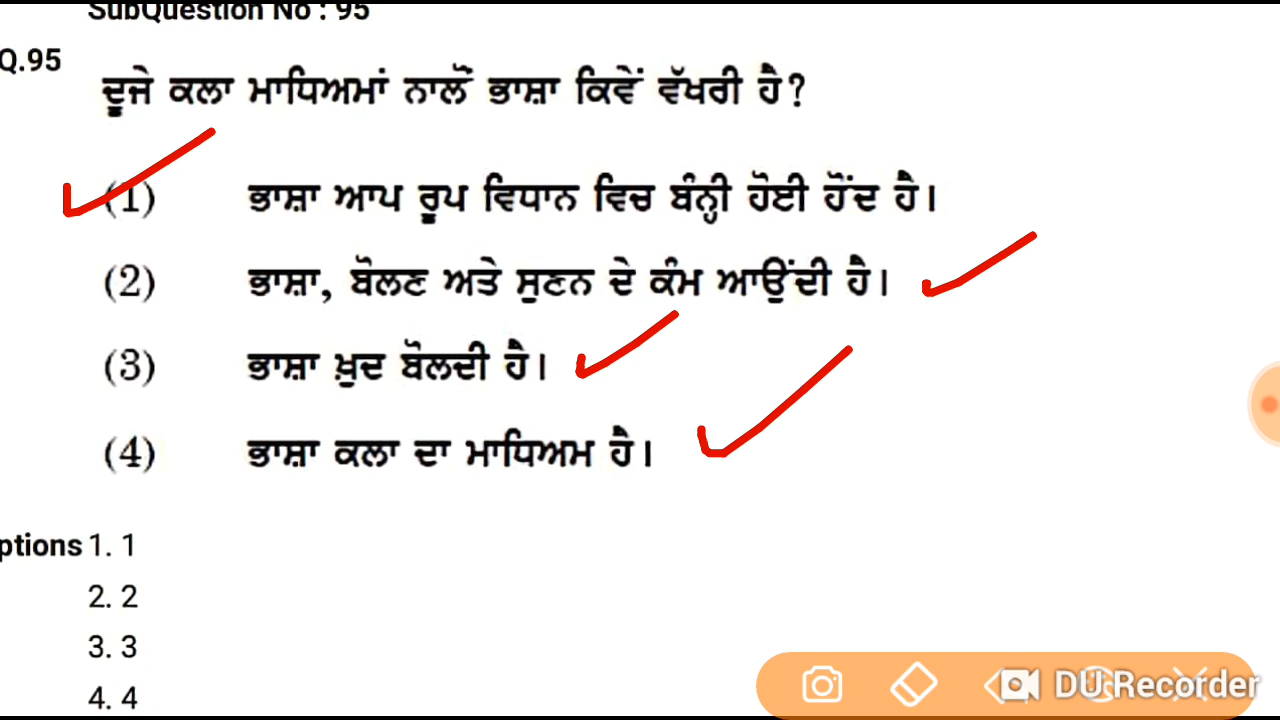 SubQuestion No : 95
Q.95
ਦੂਜੇ ਕਲਾ ਮਾਧਿਅਮਾਂ ਨਾਲੋਂ ਭਾਸ਼ਾ ਕਿਵੇਂ ਵੱਖਰੀ ਹੈ?
(1) ਭਾਸ਼ਾ ਆਪ ਰੂਪ ਵਿਧਾਨ ਵਿਚ ਬੰਨ੍ਹੀ ਹੋਈ ਹੋਂਦ ਹੈ।
(2) ਭਾਸ਼ਾ, ਬੋਲਣ ਅਤੇ ਸੁਣਨ ਦੇ ਕੰਮ ਆਉਂਦੀ ਹੈ।
(3) ਭਾਸ਼ਾ ਖ਼ੁਦ ਬੋਲਦੀ ਹੈ।
(4) ਭਾਸ਼ਾ ਕਲਾ ਦਾ ਮਾਧਿਅਮ ਹੈ।
ptions 1. 1
2. 2
3. 3
4. 4
DU Recorder